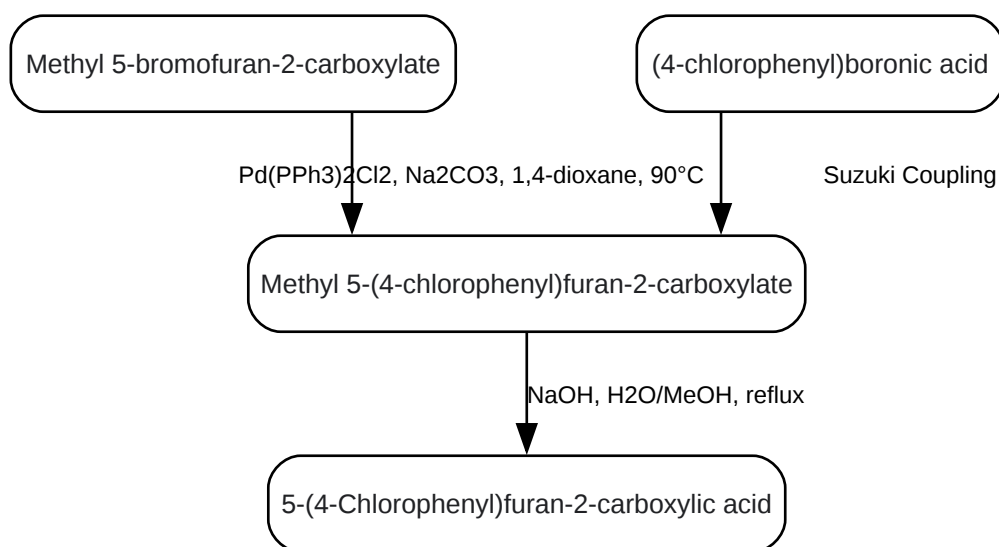 Methyl 5-bromofuran-2-carboxylate
(4-chlorophenyl)boronic acid
Pd(PPh3)2Cl2, Na2CO3, 1,4-dioxane, 90°C
Suzuki Coupling
Methyl 5-(4-chlorophenyl)furan-2-carboxylate
NaOH, H2O/MeOH, reflux
5-(4-Chlorophenyl)furan-2-carboxylic acid